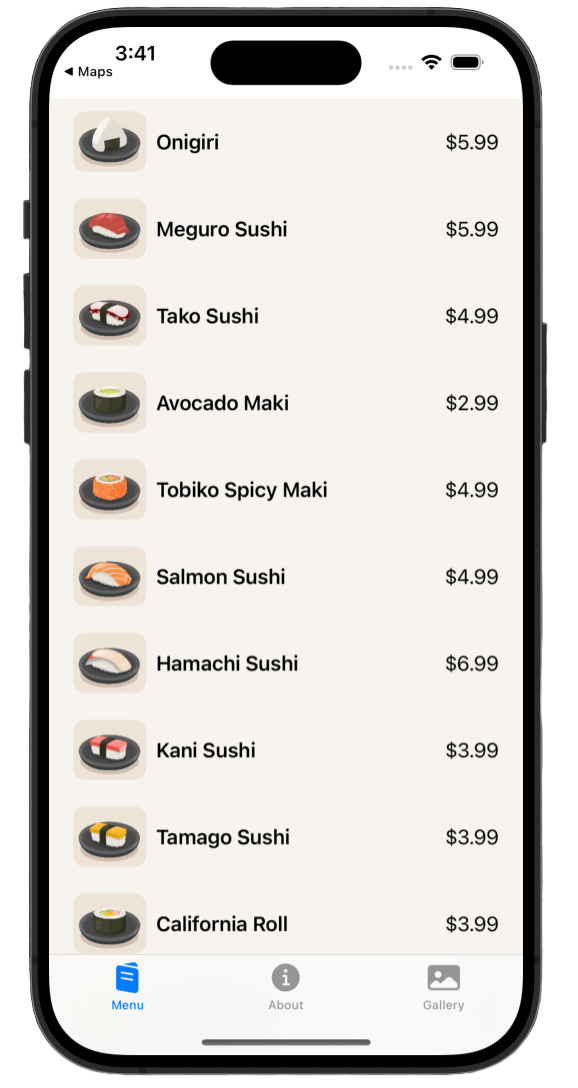 3:41
◀ Maps
Onigiri $5.99
Meguro Sushi $5.99
Tako Sushi $4.99
Avocado Maki $2.99
Tobiko Spicy Maki $4.99
Salmon Sushi $4.99
Hamachi Sushi $6.99
Kani Sushi $3.99
Tamago Sushi $3.99
California Roll $3.99
Menu About Gallery